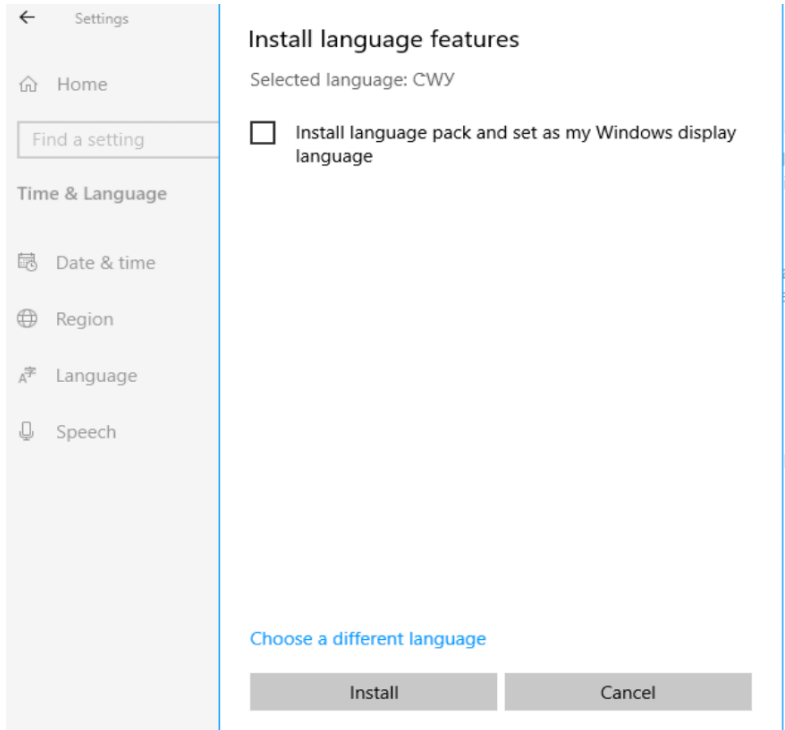 Settings
Home
Find a setting
Time & Language
Date & time
Region
Language
Speech
Install language features
Selected language: CWУ
Install language pack and set as my Windows display
language
Choose a different language
Install
Cancel